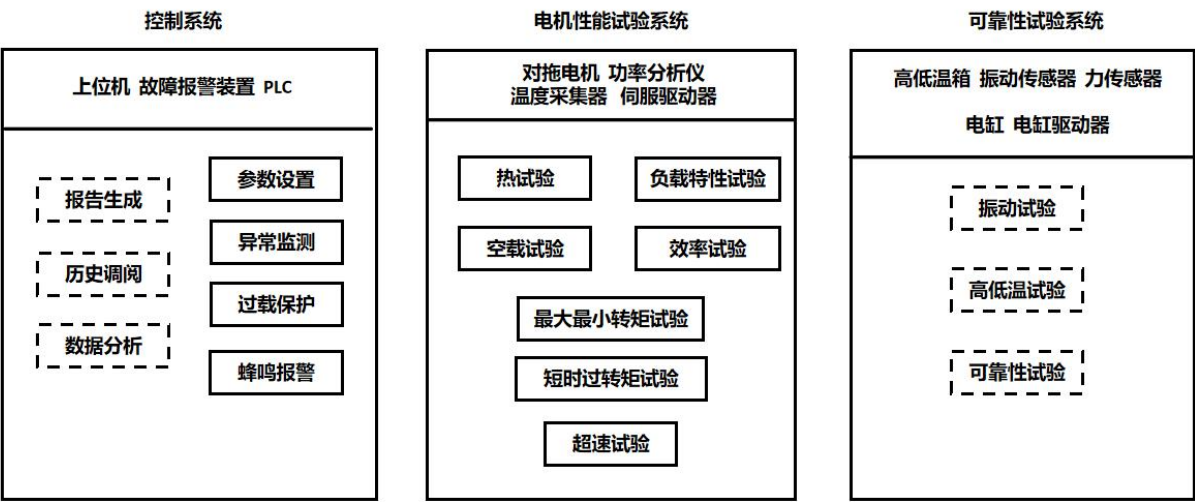 控制系统
上位机 故障报警装置 PLC
报告生成
历史调阅
数据分析
参数设置
异常监测
过载保护
蜂鸣报警
电机性能试验系统
对拖电机 功率分析仪
温度采集器 伺服驱动器
热试验
负载特性试验
空载试验
效率试验
最大最小转矩试验
短时过转矩试验
超速试验
可靠性试验系统
高低温箱 振动传感器 力传感器
电缸 电缸驱动器
振动试验
高低温试验
可靠性试验